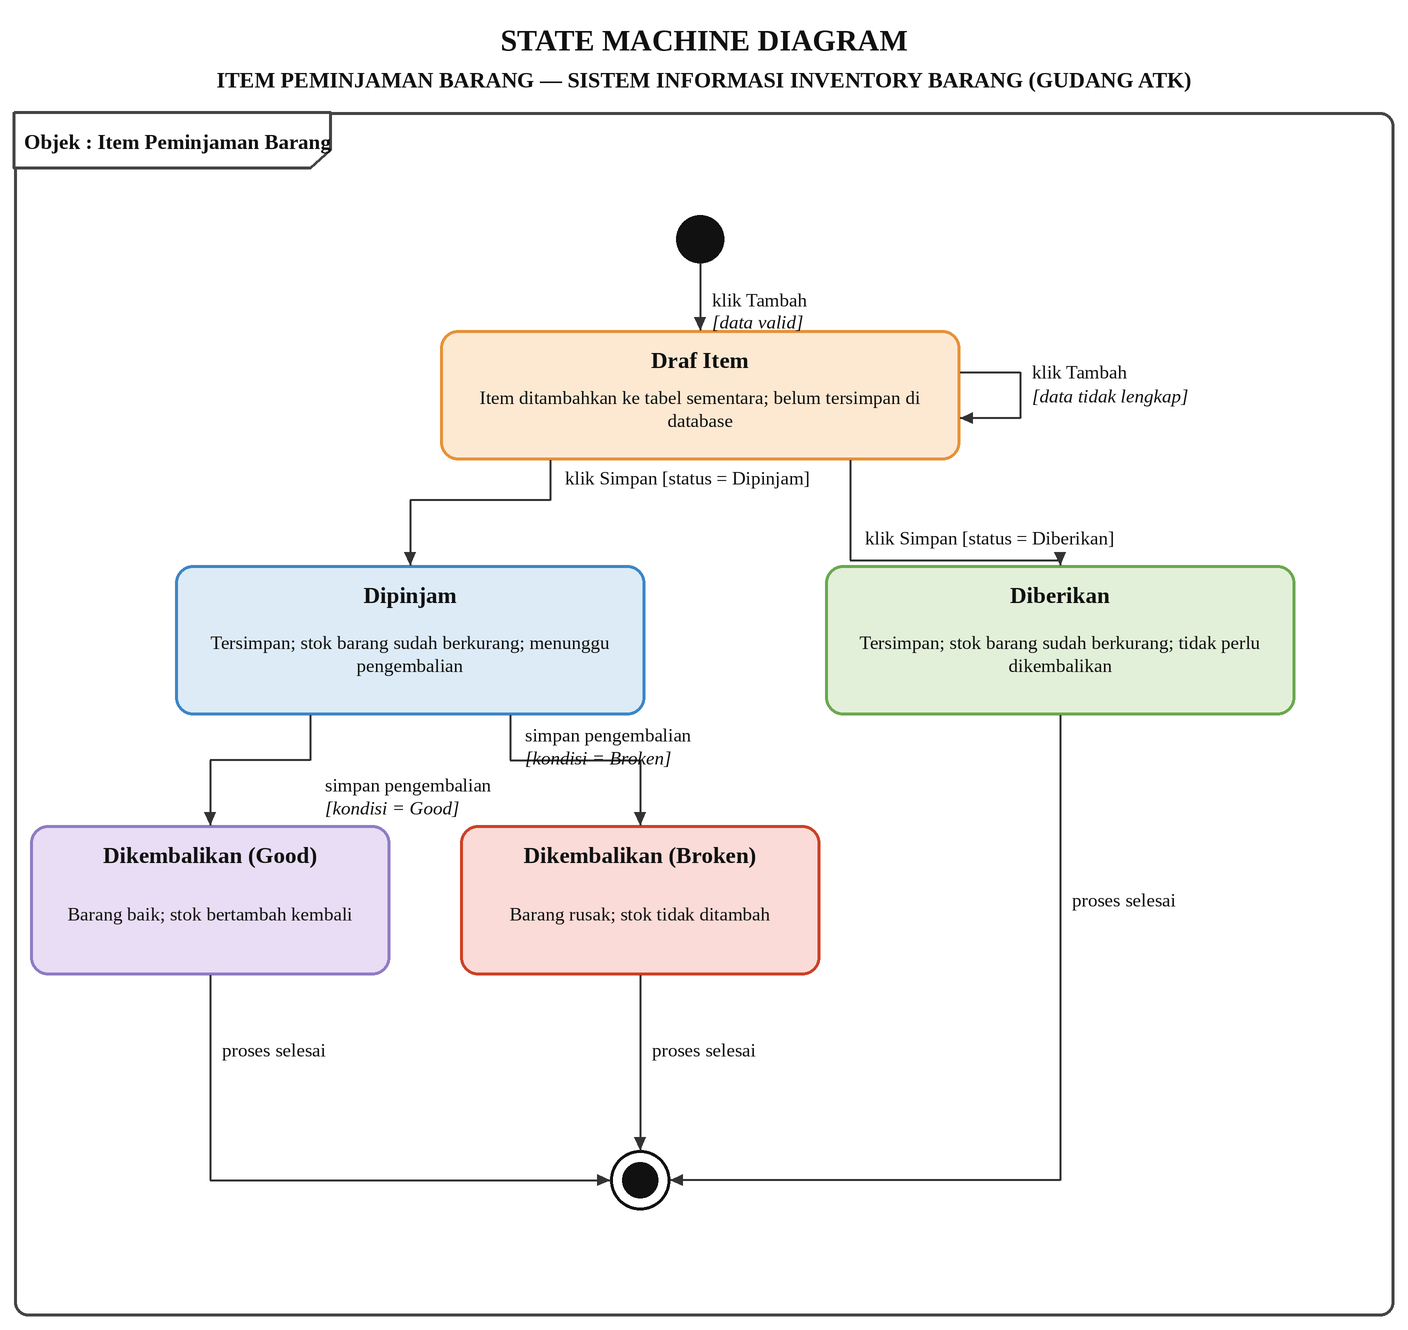 STATE MACHINE DIAGRAM
ITEM PEMINJAMAN BARANG — SISTEM INFORMASI INVENTORY BARANG (GUDANG ATK)
Objek : Item Peminjaman Barang
klik Tambah
[data valid]
Draf Item
Item ditambahkan ke tabel sementara; belum tersimpan di
database
klik Tambah
[data tidak lengkap]
klik Simpan [status = Dipinjam]
klik Simpan [status = Diberikan]
Dipinjam
Tersimpan; stok barang sudah berkurang; menunggu
pengembalian
Diberikan
Tersimpan; stok barang sudah berkurang; tidak perlu
dikembalikan
simpan pengembalian
[kondisi = Broken]
simpan pengembalian
[kondisi = Good]
Dikembalikan (Good)
Barang baik; stok bertambah kembali
Dikembalikan (Broken)
Barang rusak; stok tidak ditambah
proses selesai
proses selesai
proses selesai